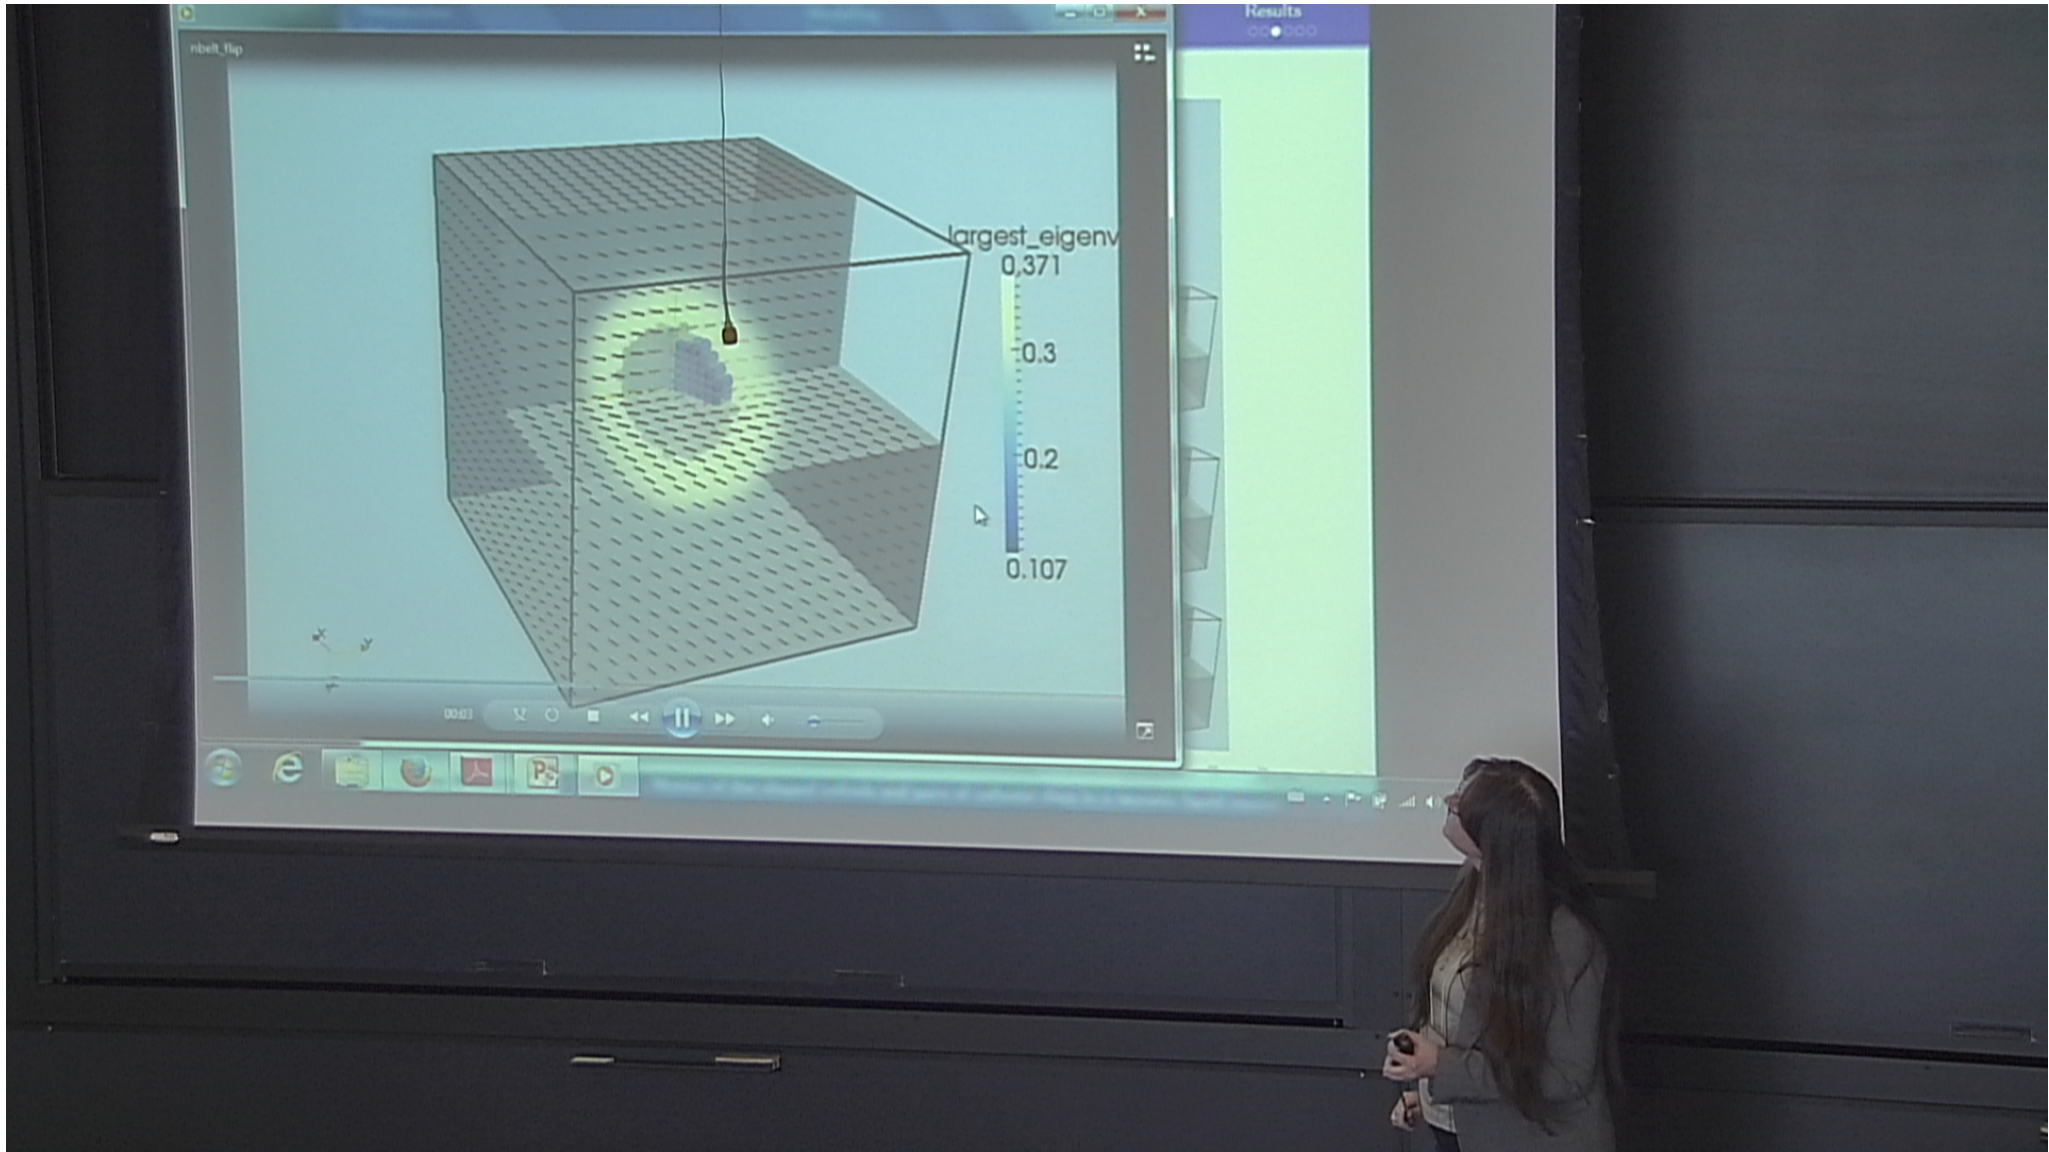 Results
nbelt_flip
largest_eigenv
0.371
0.3
0.2
0.107
X
Y
00:03